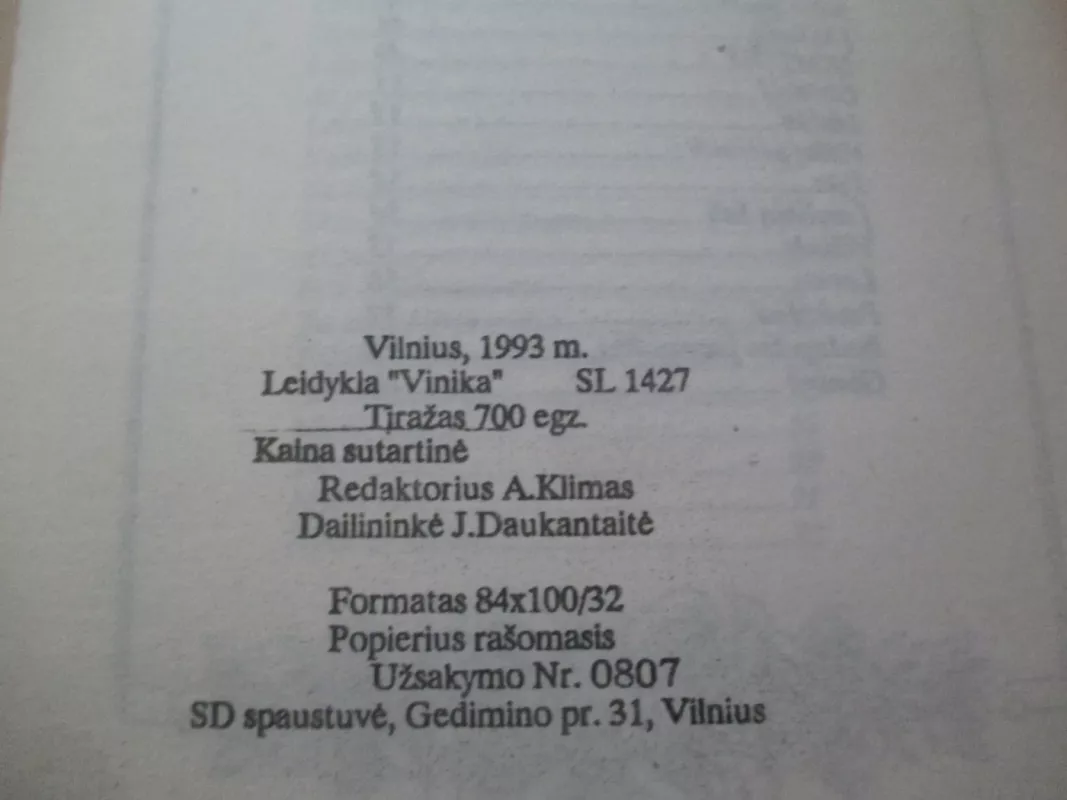 Vilnius, 1993 m.
Leidykla "Vinika" SL 1427
Tiražas 700 egz.
Kaina sutartinė
Redaktorius A.Klimas
Dailininkė J.Daukantaitė
Formatas 84x100/32
Popierius rašomasis
Užsakymo Nr. 0807
SD spaustuvė, Gedimino pr. 31, Vilnius